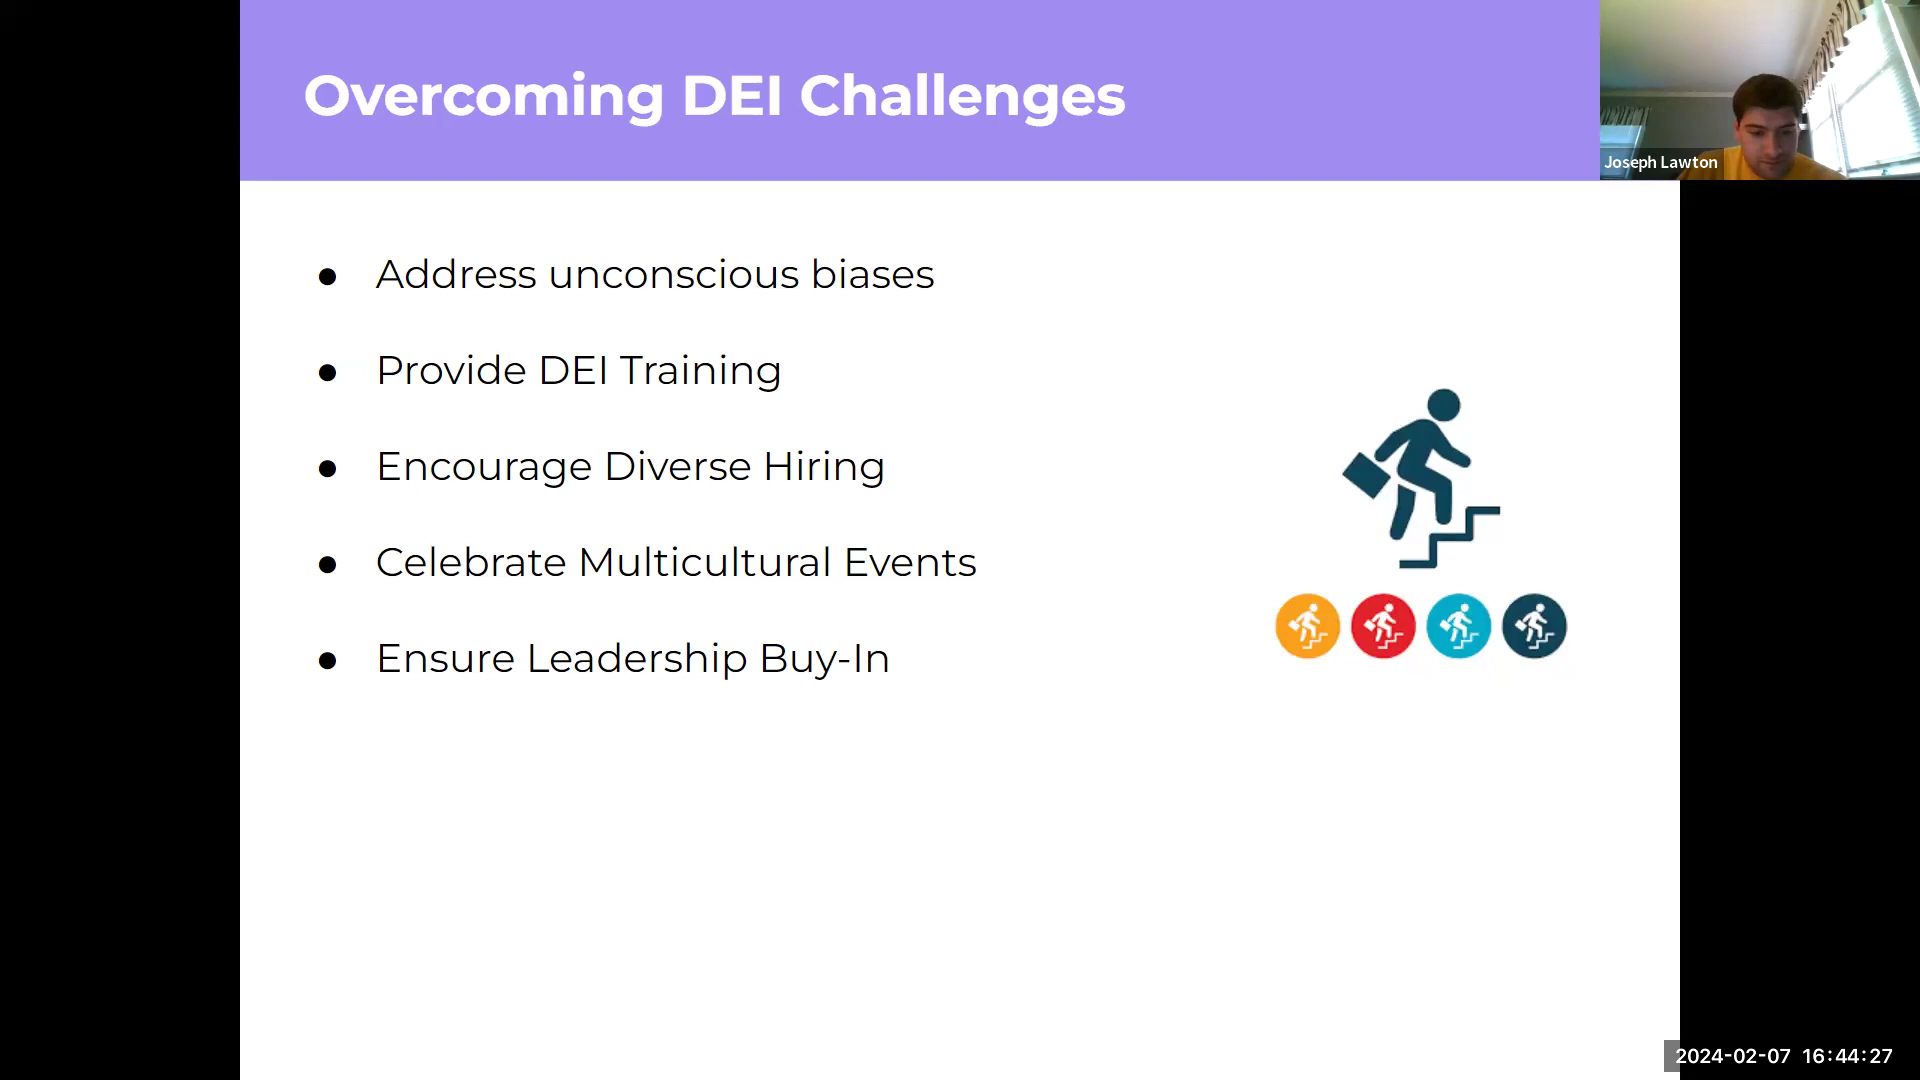 Overcoming DEI Challenges
Joseph Lawton
● Address unconscious biases
● Provide DEI Training
● Encourage Diverse Hiring
● Celebrate Multicultural Events
● Ensure Leadership Buy-In
2024-02-07 16:44:27